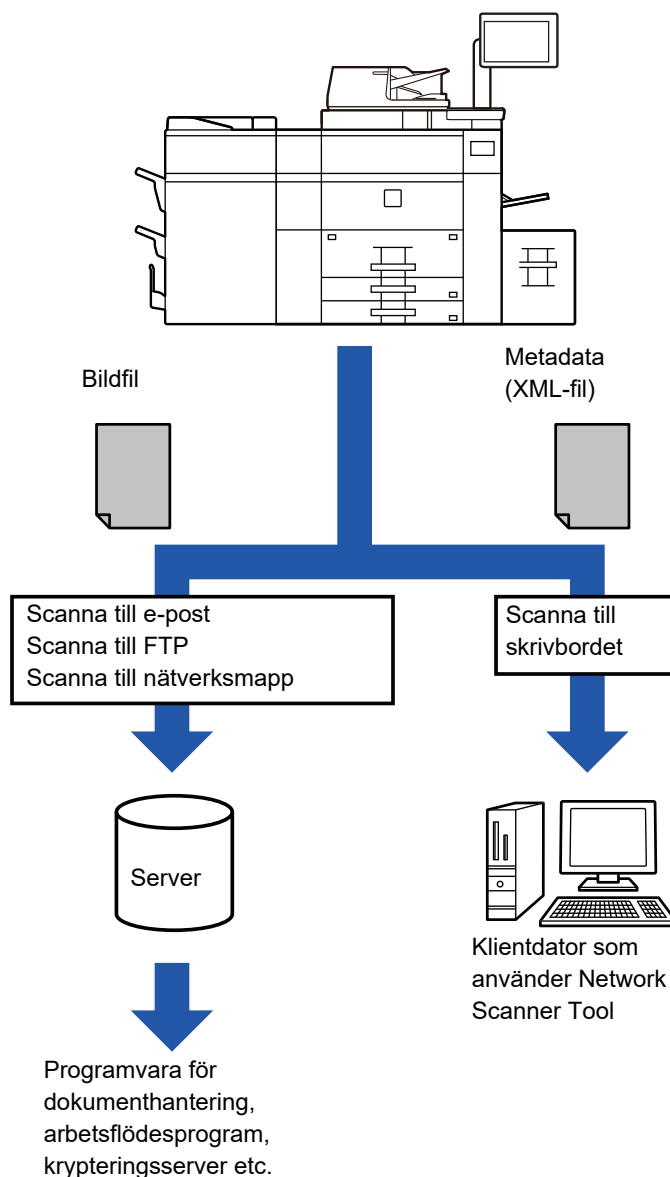 Bildfil
Metadata
(XML-fil)
Scanna till e-post
Scanna till FTP
Scanna till nätverksmapp
Scanna till
skrivbordet
Server
Klientdator som
använder Network
Scanner Tool
Programvara för
dokumenthantering,
arbetsflödesprogram,
krypteringsserver etc.